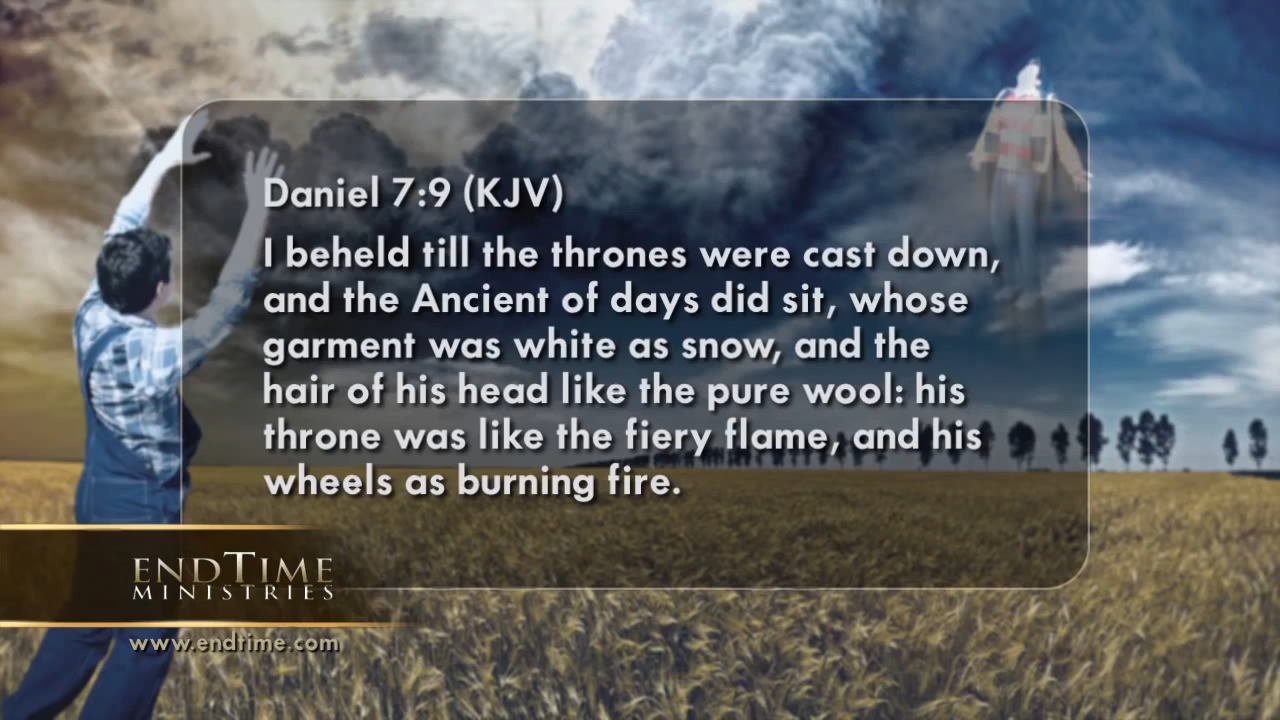 Daniel 7:9 (KJV)
I beheld till the thrones were cast down,
and the Ancient of days did sit, whose
garment was white as snow, and the
hair of his head like the pure wool: his
throne was like the fiery flame, and his
wheels as burning fire.
ENDTIME
MINISTRIES
www.endtime.com